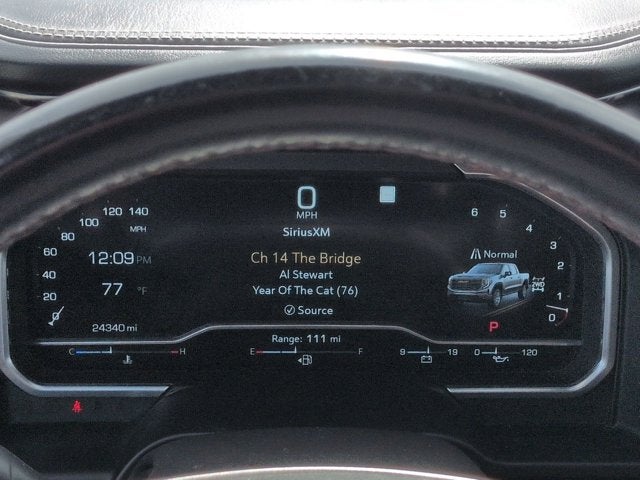 0
MPH
SiriusXM
Ch 14 The Bridge
Al Stewart
Year Of The Cat (76)
Source
120 140
100
80
MPH
60
40
20
0
12:09 PM
77 °F
24340 mi
6 5
4
3
2
1
0
Normal
2WD
P
Range: 111 mi
C H
E F
9 19
0 120